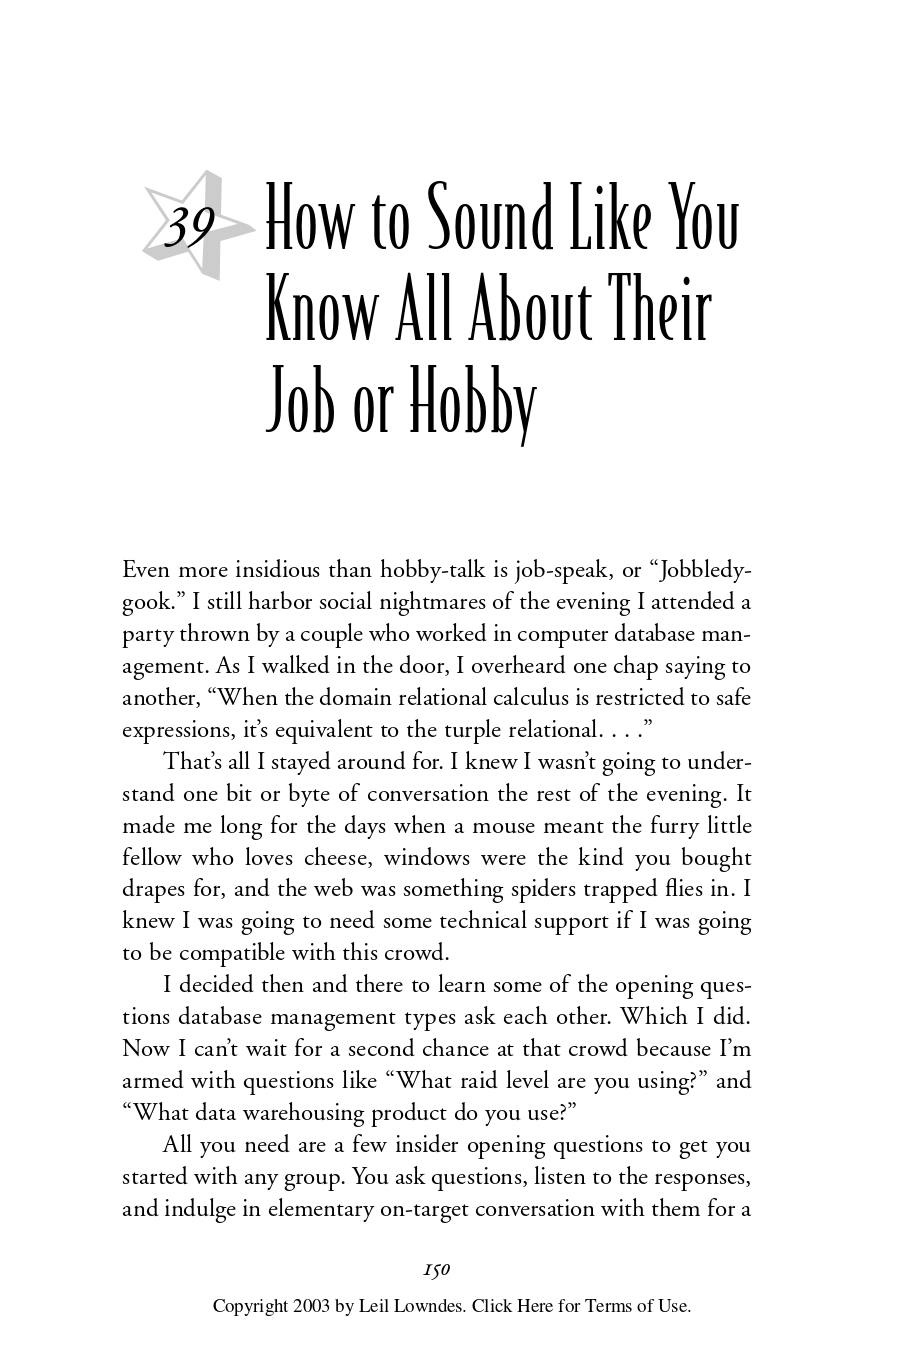 39 How to Sound Like You
Know All About Their
Job or Hobby
Even more insidious than hobby-talk is job-speak, or “Jobbledy-
gook.” I still harbor social nightmares of the evening I attended a
party thrown by a couple who worked in computer database man-
agement. As I walked in the door, I overheard one chap saying to
another, “When the domain relational calculus is restricted to safe
expressions, it’s equivalent to the turple relational. . . .”
That’s all I stayed around for. I knew I wasn’t going to under-
stand one bit or byte of conversation the rest of the evening. It
made me long for the days when a mouse meant the furry little
fellow who loves cheese, windows were the kind you bought
drapes for, and the web was something spiders trapped flies in. I
knew I was going to need some technical support if I was going
to be compatible with this crowd.
I decided then and there to learn some of the opening ques-
tions database management types ask each other. Which I did.
Now I can’t wait for a second chance at that crowd because I’m
armed with questions like “What raid level are you using?” and
“What data warehousing product do you use?”
All you need are a few insider opening questions to get you
started with any group. You ask questions, listen to the responses,
and indulge in elementary on-target conversation with them for a
150
Copyright 2003 by Leil Lowndes. Click Here for Terms of Use.